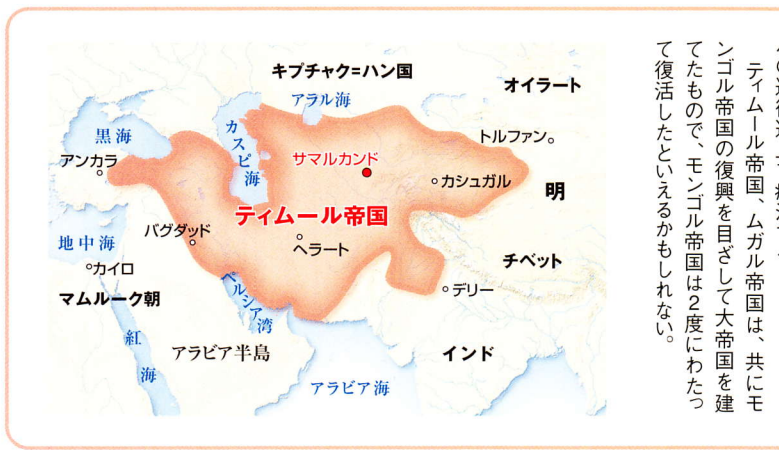 キプチャク=ハン国
オイラート
アラル海
黒海
カスピ海
トルファン
アンカラ
サマルカンド
カシュガル
明
ティムール帝国
地中海
バグダッド
ヘラート
チベット
カイロ
デリー
マムルーク朝
ペルシア湾
紅海
アラビア半島
インド
アラビア海
ティムール帝国、ムガル帝国は、共にモ
ンゴル帝国の復興を目ざして大帝国を建
てたもので、モンゴル帝国は2度にわたっ
て復活したといえるかもしれない。